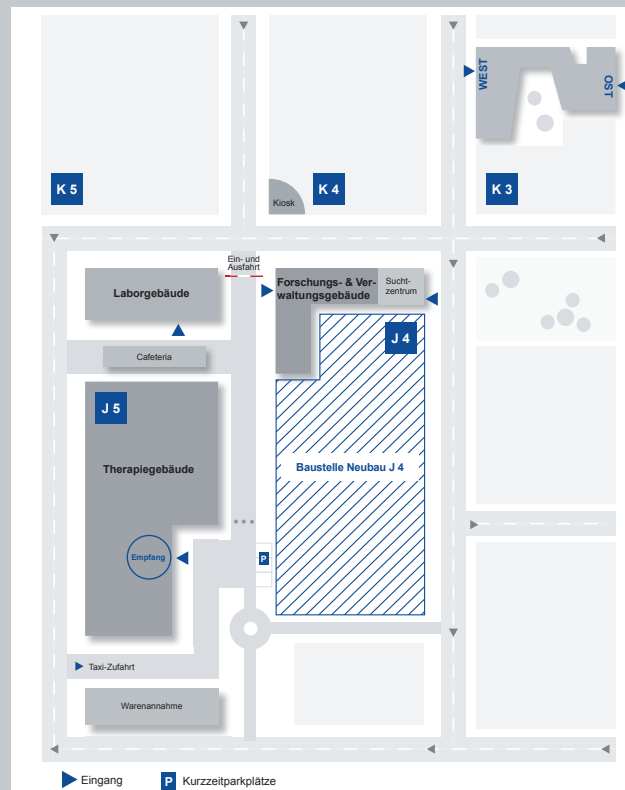 WEST
OST
K 5
K 4
K 3
Kiosk
Ein- und
Ausfahrt
Laborgebäude
Forschungs- & Ver-
waltungsgebäude
Sucht-
zentrum
J 4
Cafeteria
J 5
Therapiegebäude
Baustelle Neubau J 4
Empfang
P
Taxi-Zufahrt
Warenannahme
Eingang
P Kurzzeitparkplätze